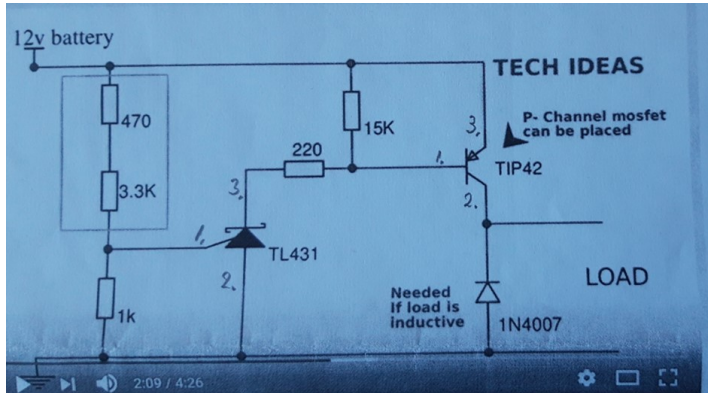 12v battery
TECH IDEAS
470
15K
P- Channel mosfet
can be placed
3.
220
1.
TIP42
3.3K
3.
2.
1.
TL431
2.
LOAD
Needed
If load is
inductive
1k
1N4007
2:09 / 4:26